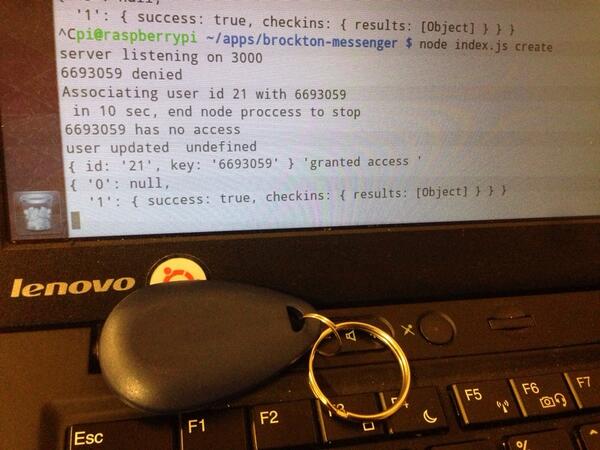 '1': { success: true, checkins: { results: [Object] } } }
^Cpi@raspberrypi ~/apps/brockton-messenger $ node index.js create
server listening on 3000
6693059 denied
Associating user id 21 with 6693059
in 10 sec, end node proccess to stop
6693059 has no access
user updated  undefined
{ id: '21', key: '6693059' } 'granted access '
{ '0': null,
'1': { success: true, checkins: { results: [Object] } } }
lenovo
Esc
F1
F2
F3
F4
F5
F6
F7
%